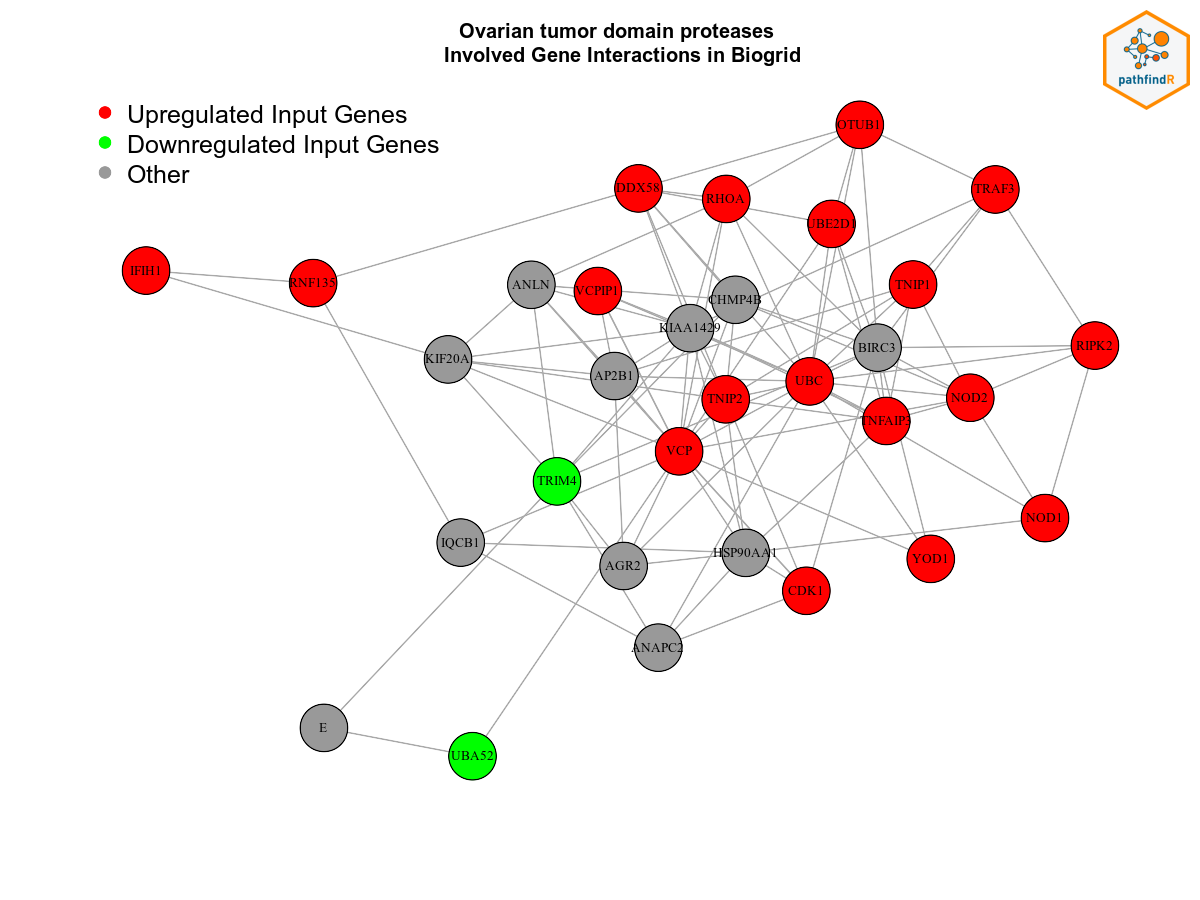 Ovarian tumor domain proteases
Involved Gene Interactions in Biogrid
pathfindR
Upregulated Input Genes
Downregulated Input Genes
Other
OTUB1
DDX58
RHOA
TRAF3
UBE2D1
IFIH1
RNF135
ANLN
VCPIP1
CHMP4B
TNIP1
KIAA1429
BIRC3
RIPK2
KIF20A
AP2B1
UBC
TNIP2
NOD2
TNFAIP3
VCP
TRIM4
NOD1
IQCB1
AGR2
HSP90AA1
YOD1
CDK1
ANAPC2
E
UBA52